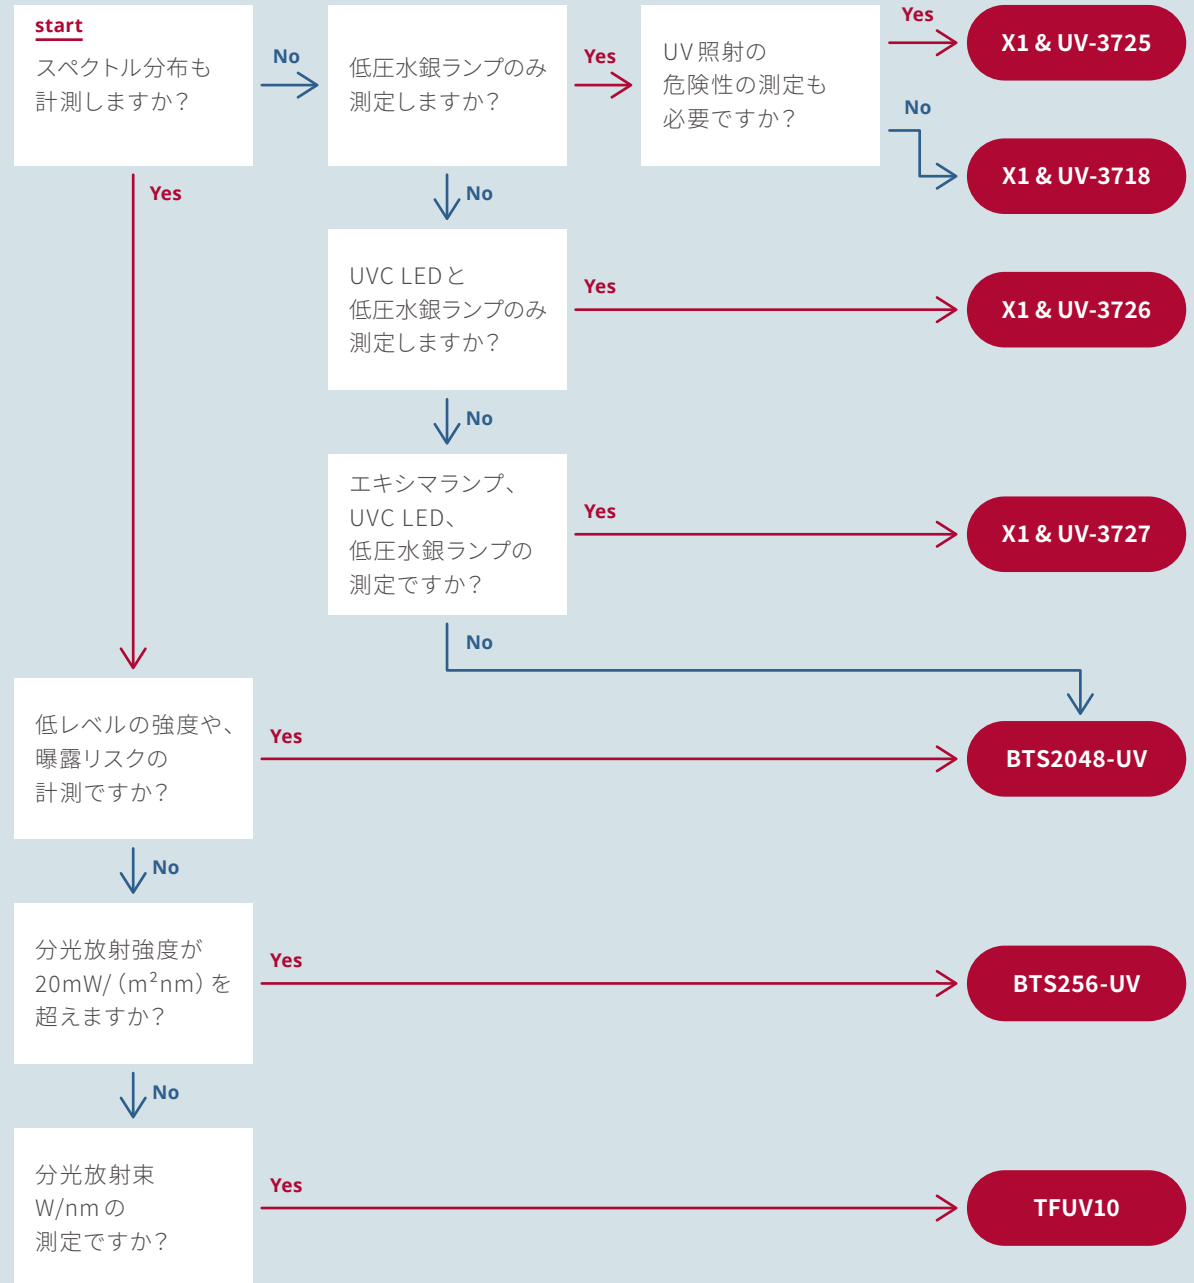 start
スペクトル分布も
計測しますか？
No
低圧水銀ランプのみ
測定しますか？
Yes
UV照射の
危険性の測定も
必要ですか？
Yes
X1 & UV-3725
No
X1 & UV-3718
Yes
No
UVC LEDと
低圧水銀ランプのみ
測定しますか？
Yes
X1 & UV-3726
No
エキシマランプ、
UVC LED、
低圧水銀ランプの
測定ですか？
Yes
X1 & UV-3727
No
低レベルの強度や、
曝露リスクの
計測ですか？
Yes
BTS2048-UV
No
分光放射強度が
20mW/（m²nm）を
超えますか？
Yes
BTS256-UV
No
分光放射束
W/nmの
測定ですか？
Yes
TFUV10